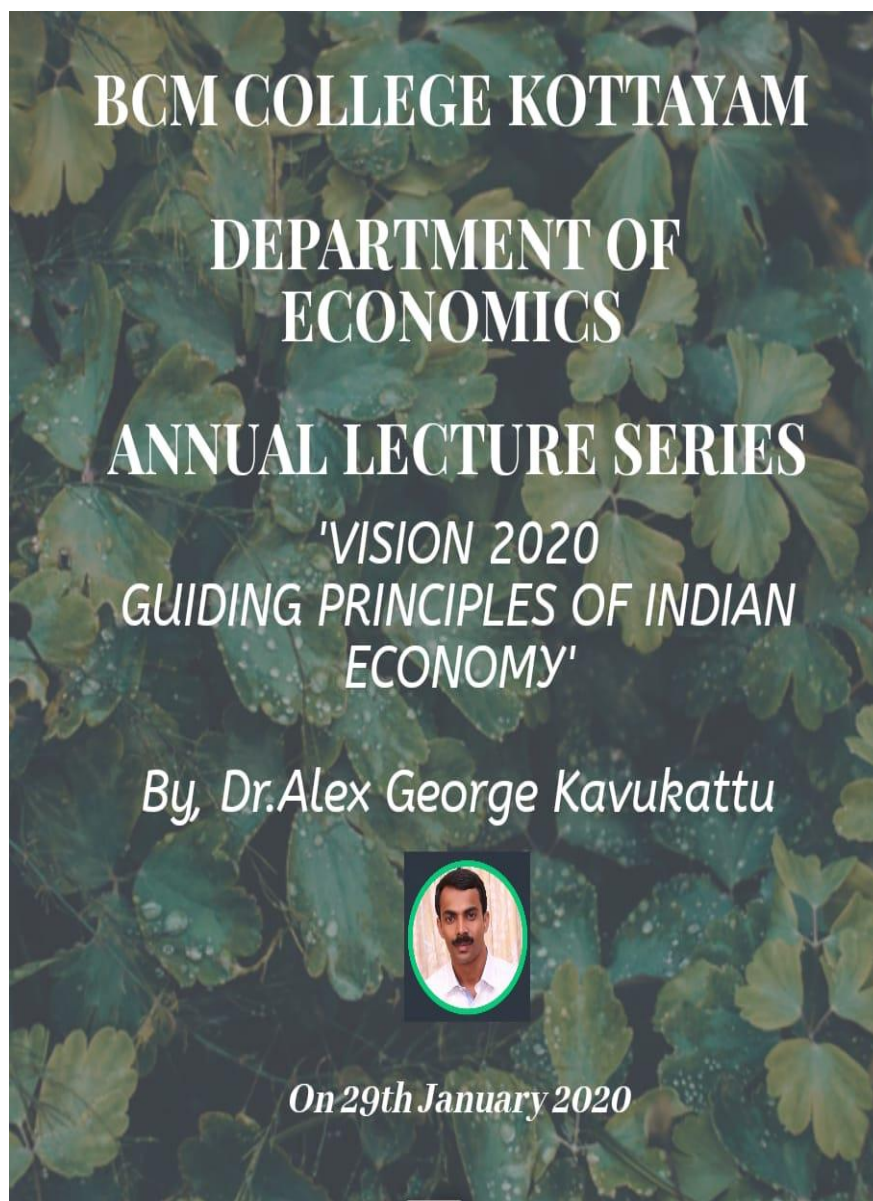 BCM COLLEGE KOTTAYAM
DEPARTMENT OF
ECONOMICS
ANNUAL LECTURE SERIES
'VISION 2020
GUIDING PRINCIPLES OF INDIAN
ECONOMY'
By, Dr.Alex George Kavukattu
On 29th January 2020